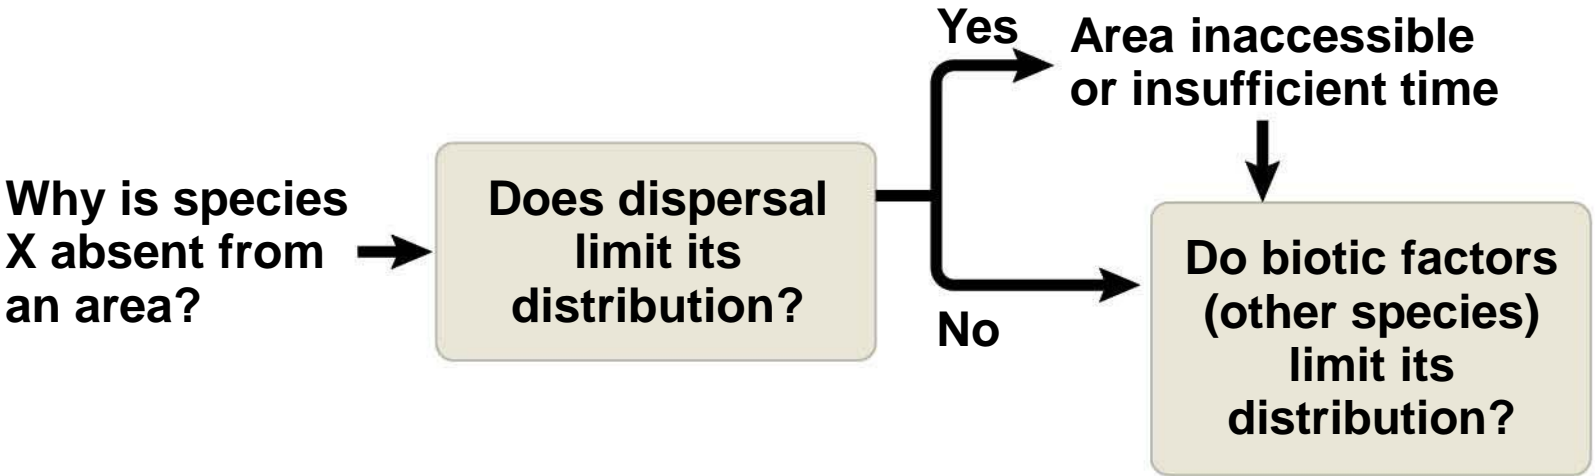 Why is species
X absent from
an area?
Does dispersal
limit its
distribution?
Yes
Area inaccessible
or insufficient time
No
Do biotic factors
(other species)
limit its
distribution?